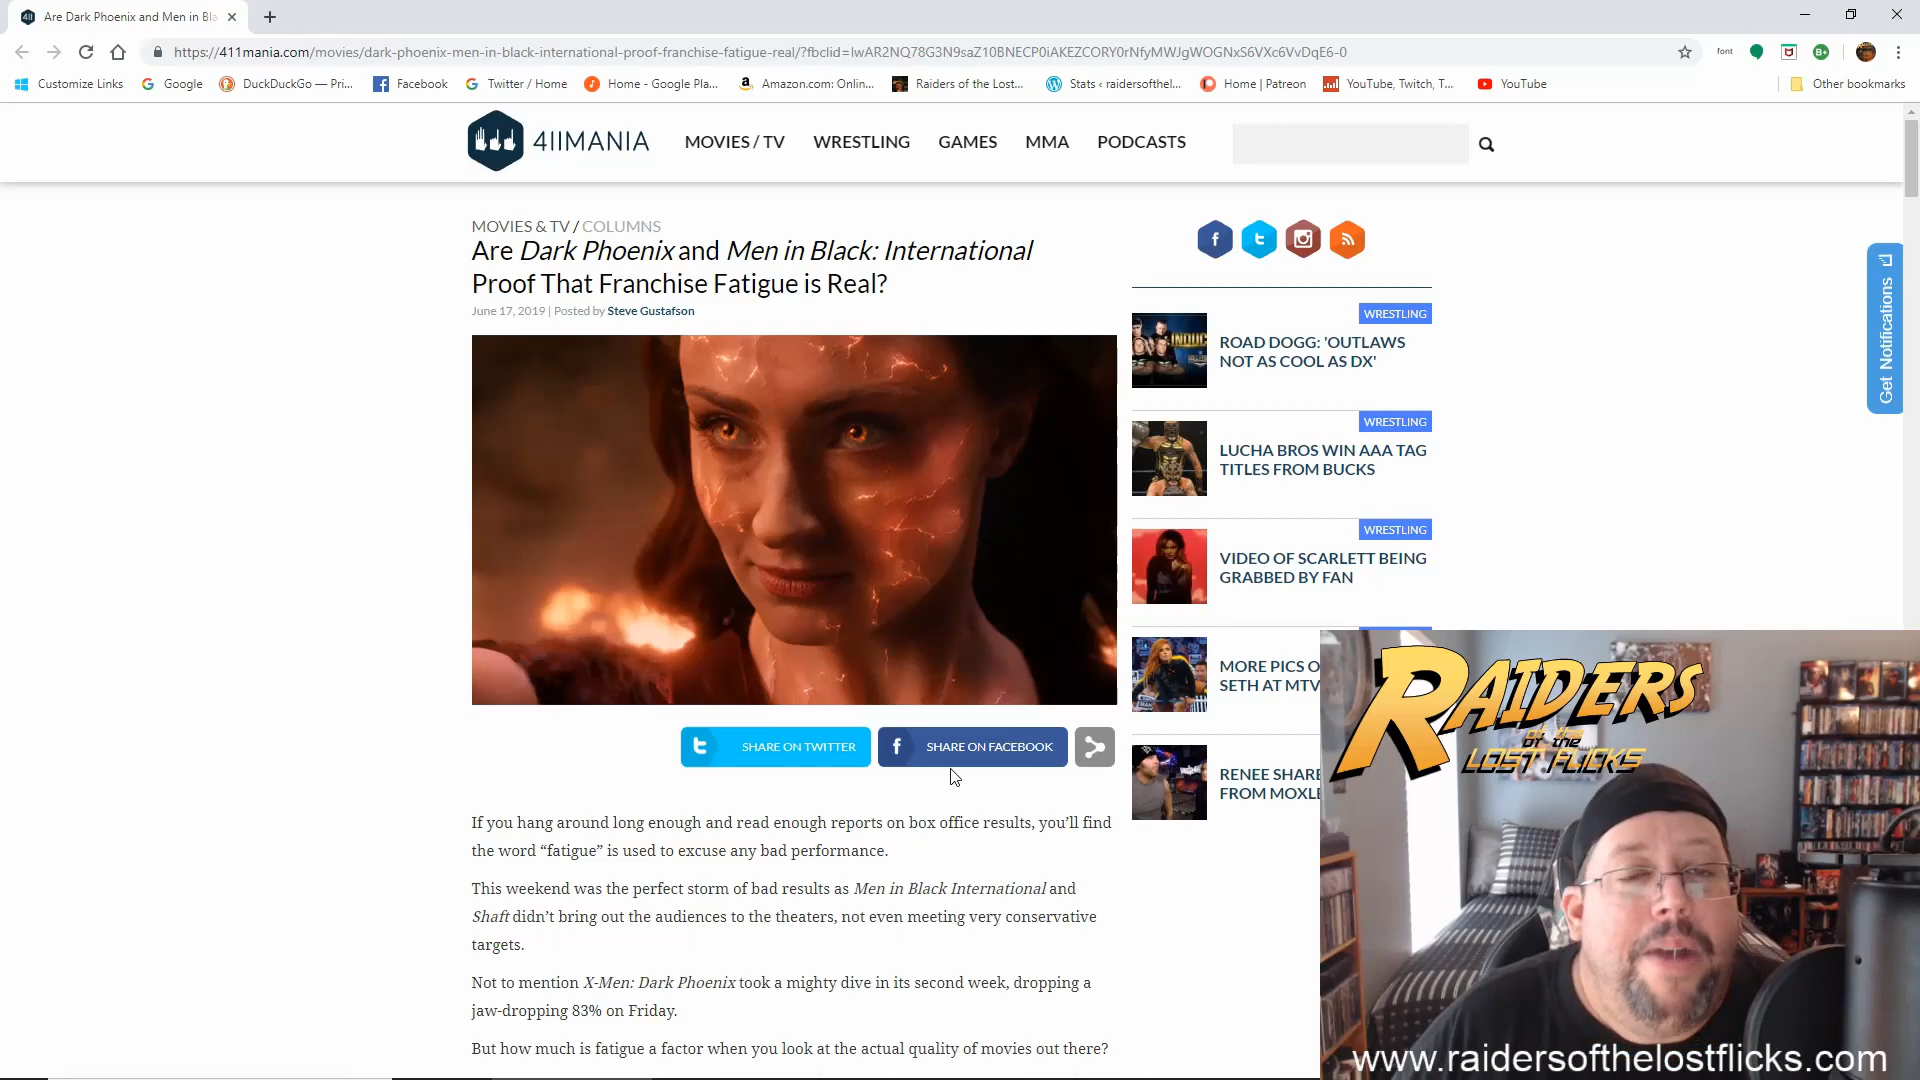 Are Dark Phoenix and Men in Bla
https://411mania.com/movies/dark-phoenix-men-in-black-international-proof-franchise-fatigue-real/?fbclid=IwAR2NQ78G3N9saZ10BNECP0iAKEZCORY0rNfyMWJgWOGNxS6VXc6VvDqE6-0
font
Customize Links
Google
DuckDuckGo — Pri...
Facebook
Twitter / Home
Home - Google Pla...
Amazon.com: Onlin...
Raiders of the Lost...
Stats ‹ raidersofthel...
Home | Patreon
YouTube, Twitch, T...
YouTube
Other bookmarks
411MANIA
MOVIES / TV
WRESTLING
GAMES
MMA
PODCASTS
MOVIES & TV / COLUMNS
Are Dark Phoenix and Men in Black: International
Proof That Franchise Fatigue is Real?
June 17, 2019 | Posted by Steve Gustafson
SHARE ON TWITTER
SHARE ON FACEBOOK
If you hang around long enough and read enough reports on box office results, you’ll find
the word “fatigue” is used to excuse any bad performance.
This weekend was the perfect storm of bad results as Men in Black International and
Shaft didn’t bring out the audiences to the theaters, not even meeting very conservative
targets.
Not to mention X-Men: Dark Phoenix took a mighty dive in its second week, dropping a
jaw-dropping 83% on Friday.
But how much is fatigue a factor when you look at the actual quality of movies out there?
WRESTLING
ROAD DOGG: 'OUTLAWS
NOT AS COOL AS DX'
WRESTLING
LUCHA BROS WIN AAA TAG
TITLES FROM BUCKS
WRESTLING
VIDEO OF SCARLETT BEING
GRABBED BY FAN
MORE PICS O
SETH AT MTV
RENEE SHARE
FROM MOXL
Get Notifications
RAIDERS
of the
LOST FLICKS
www.raidersofthelostflicks.com